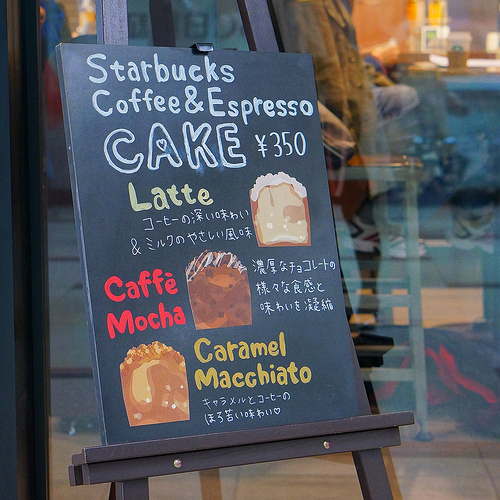 Starbucks
Coffee & Espresso
CAKE ¥350
Latte
コーヒーの深い味わい
& ミルクのやさしい風味
Caffè
Mocha
濃厚なチョコレートの
様々な食感と
味わいを凝縮
Caramel
Macchiato
キャラメルとコーヒーの
ほろ苦い味わい♡